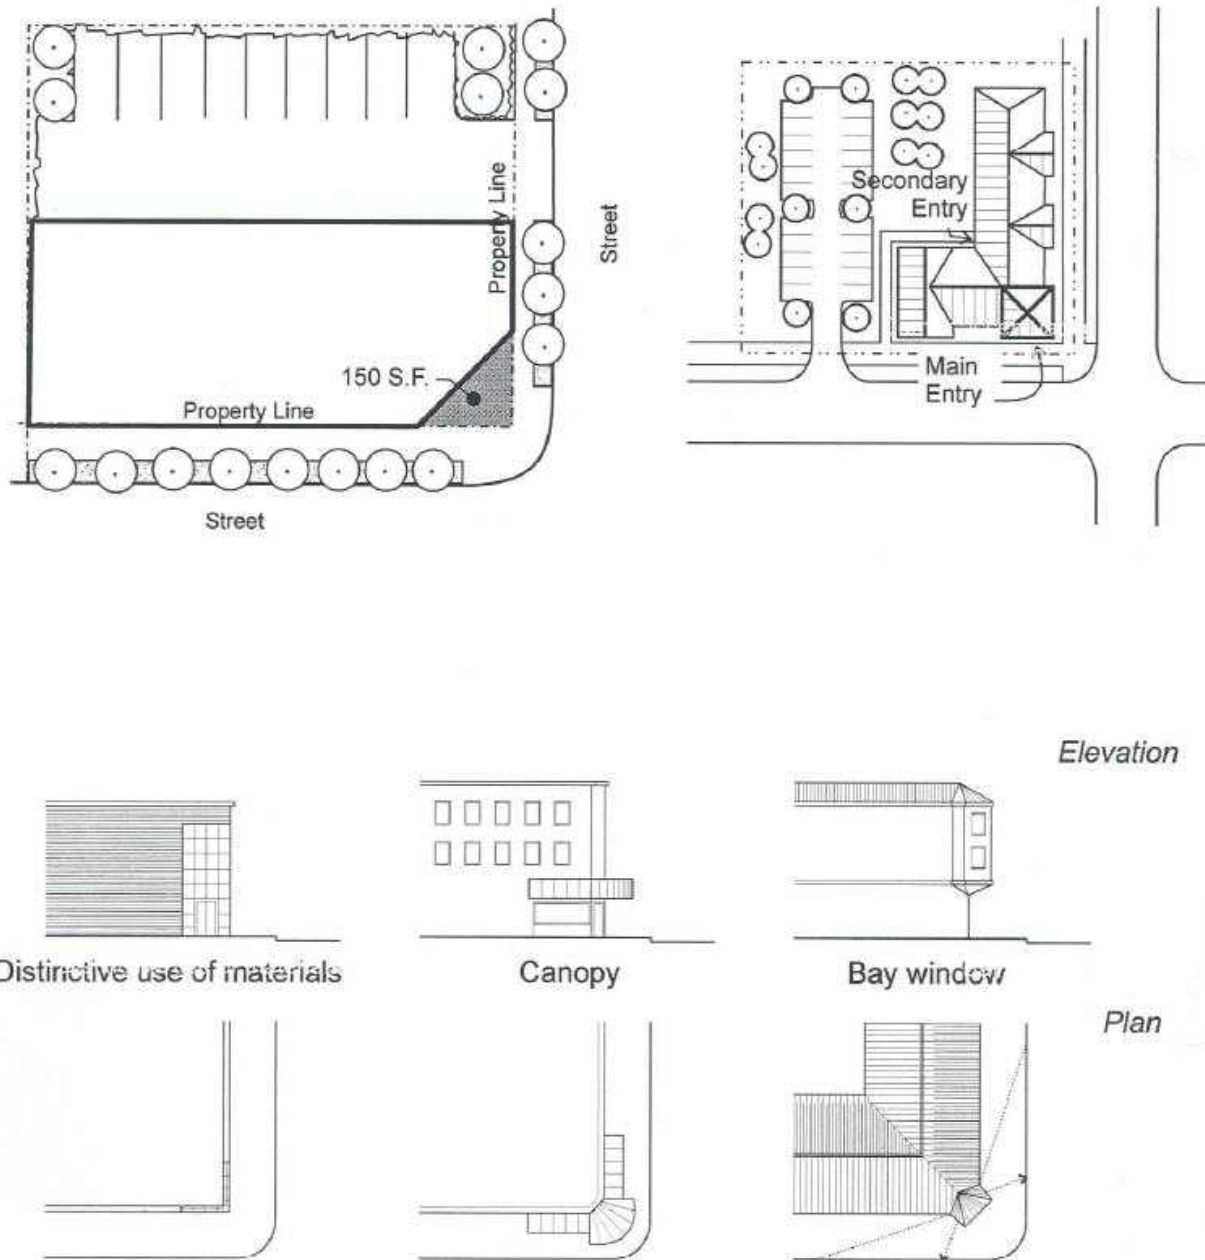 Property Line
Street
150 S.F.
Property Line
Street
Secondary
Entry
Main
Entry
Elevation
Distinctive use of materials
Canopy
Bay window
Plan